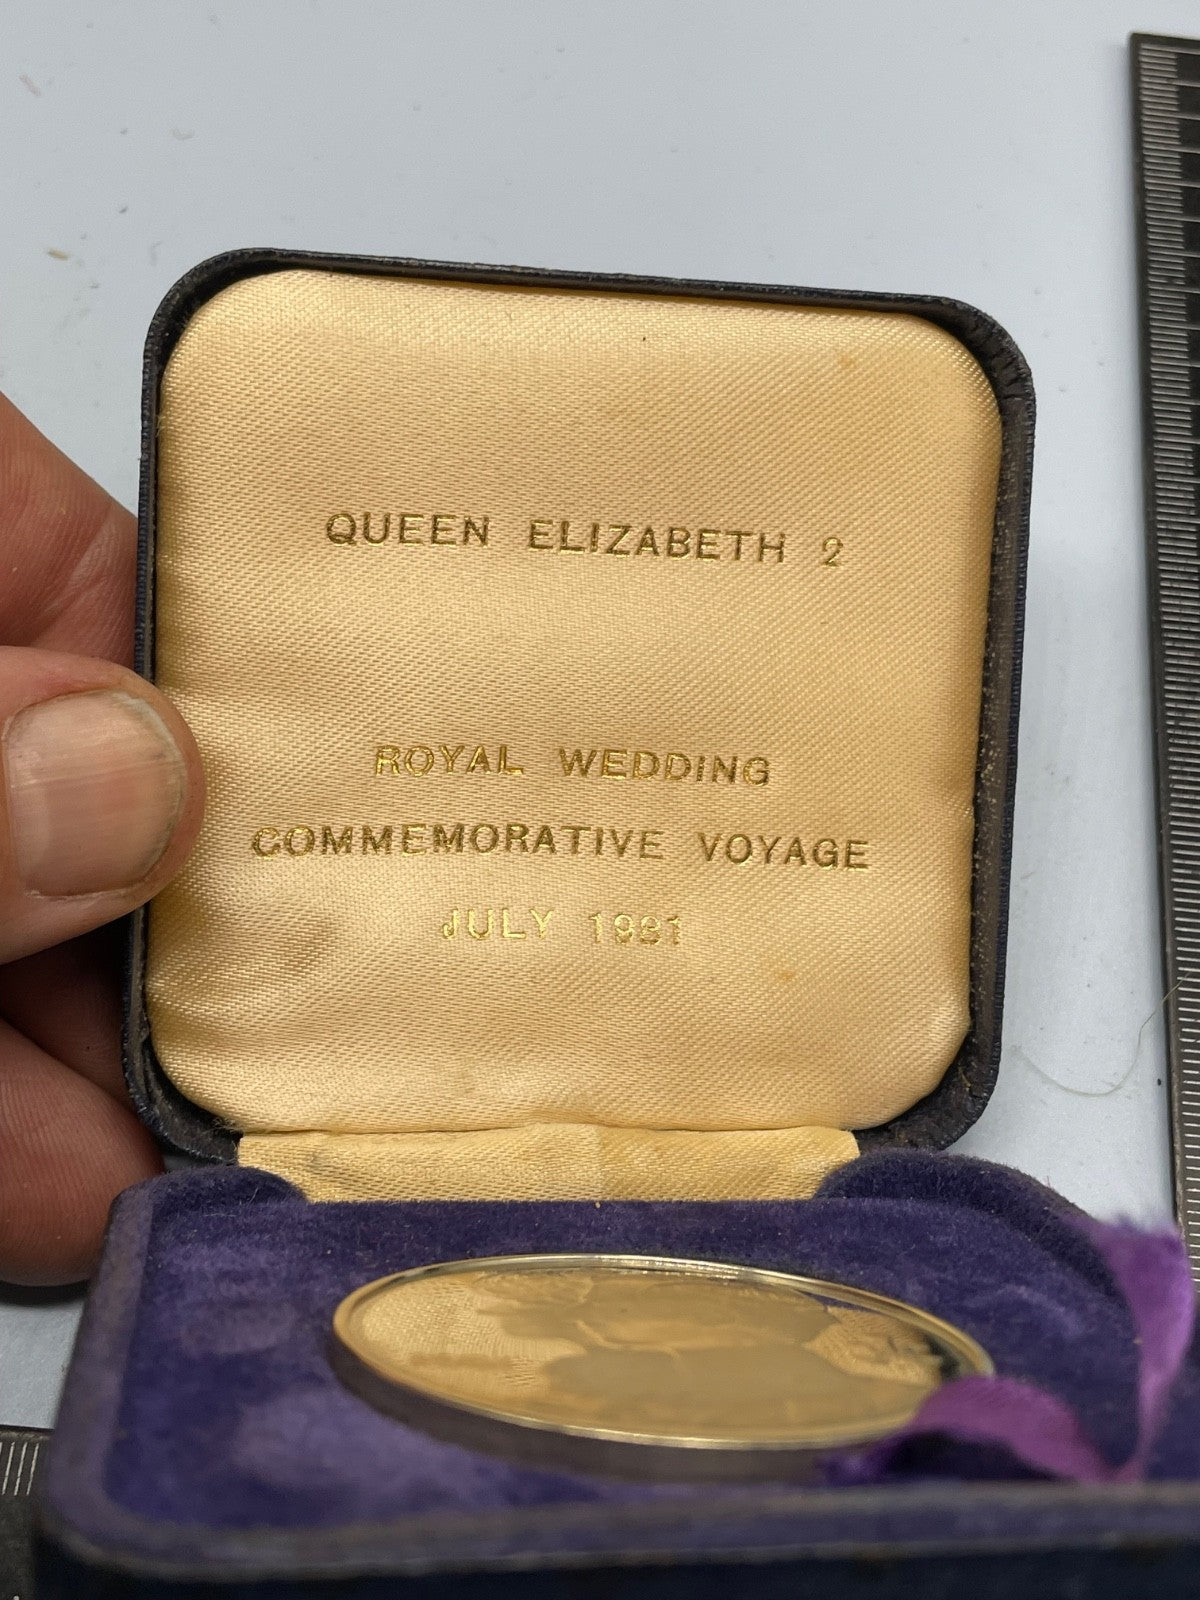 QUEEN ELIZABETH 2
ROYAL WEDDING
COMMEMORATIVE VOYAGE
JULY 1981